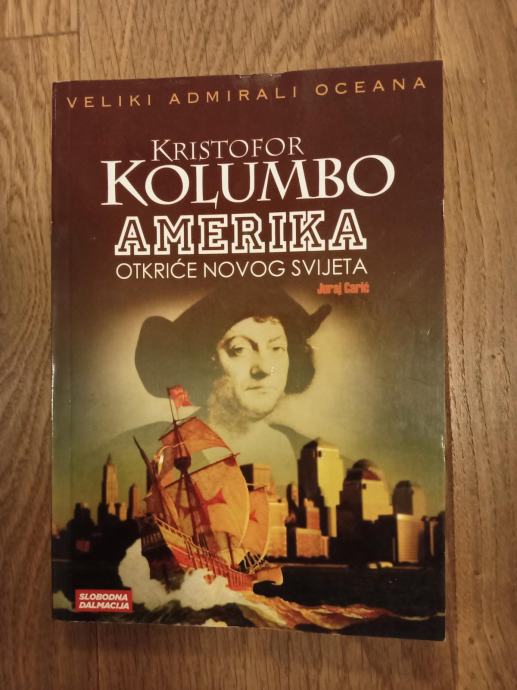 VELIKI ADMIRALI OCEANA
KRISTOFOR
KOLUMBO
AMERIKA
OTKRIĆE NOVOG SVIJETA
Juraj Carić
SLOBODNA
DALMACIJA